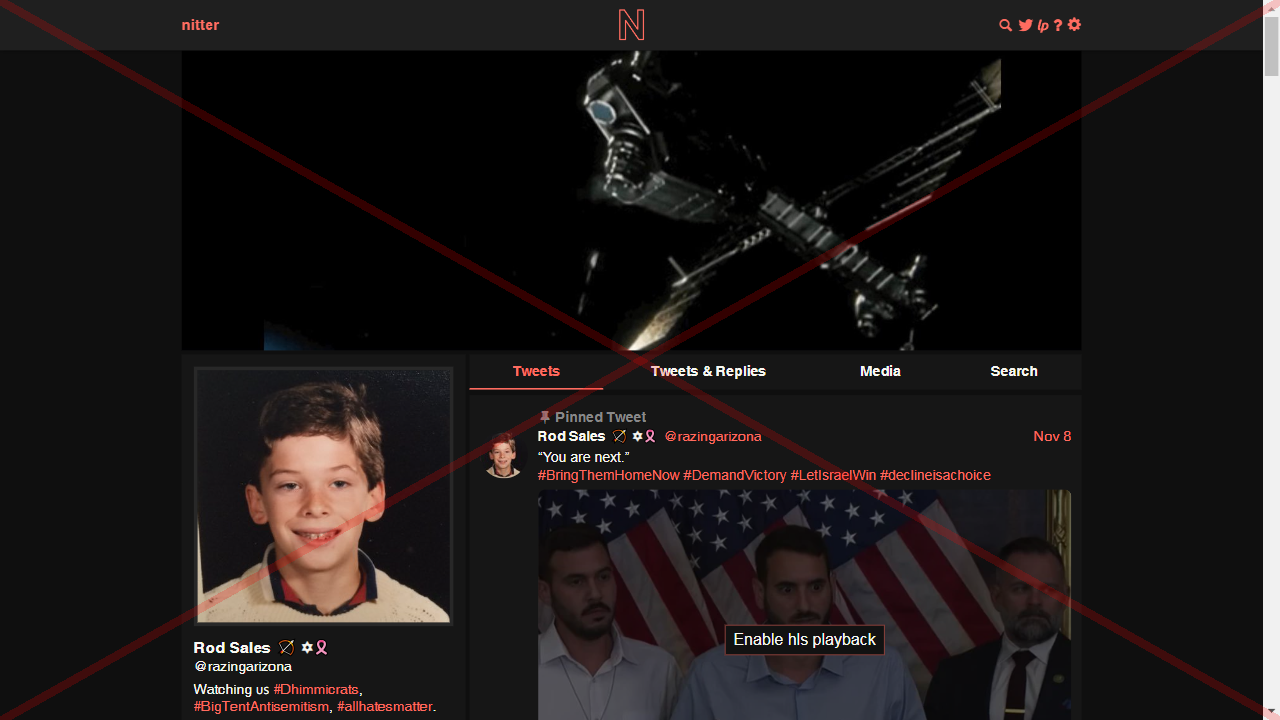 nitter
N
lp ?
Tweets
Tweets & Replies
Media
Search
Pinned Tweet
Rod Sales 🏹 ✡🎗 @razingarizona
Nov 8
“You are next.”
#BringThemHomeNow #DemandVictory #LetIsraelWin #declineisachoice
Enable hls playback
Rod Sales 🏹 ✡🎗
@razingarizona
Watching us #Dhimmicrats,
#BigTentAntisemitism, #allhatesmatter.